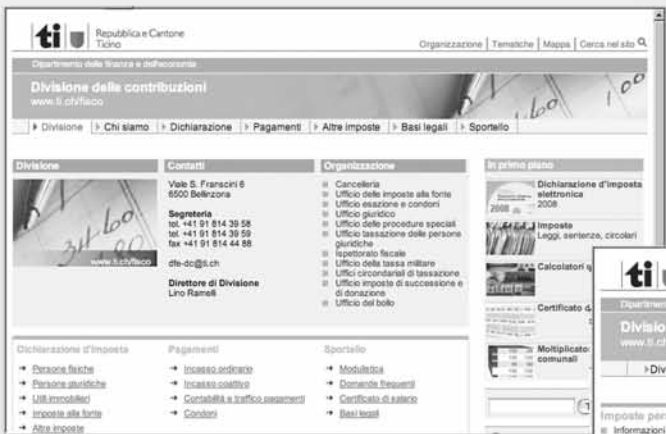 ti
Repubblica e Cantone
Ticino
Organizzazione | Tematiche | Mappa | Cerca nel sito
Dipartimento delle finanze e dell'economia
Divisione delle contribuzioni
www.ti.ch/fisco
Divisione
Chi siamo
Dichiarazione
Pagamenti
Altre imposte
Basi legali
Sportello
Divisione
www.ti.ch/fisco
Contatti
Viale S. Franscini 6
6500 Bellinzona
Segreteria
tel. +41 91 814 39 58
tel. +41 91 814 39 59
fax +41 91 814 44 88
dfe-dc@ti.ch
Direttore di Divisione
Lino Ramelli
Organizzazione
Cancelleria
Ufficio delle imposte alla fonte
Ufficio esazione e condoni
Ufficio giuridico
Ufficio delle procedure speciali
Ufficio tassazione delle persone
giuridiche
Ispettorato fiscale
Ufficio della tassa militare
Uffici circondariali di tassazione
Ufficio imposte di successione e
di donazione
Ufficio del bollo
In primo piano
Dichiarazione d'imposta
elettronica
2008
2008
Imposte
Leggi, sentenze, circolari
Calcolatori
Certificato d
Moltiplicato
comunali
Dichiarazione d'imposta
Persone fisiche
Persone giuridiche
Utili immobiliari
Imposte alla fonte
Altre imposte
Pagamenti
Incasso ordinario
Incasso coattivo
Contabilità e traffico pagamenti
Condoni
Sportello
Modulistica
Domande frequenti
Certificato di salario
Basi legali
ti
Dipartimen
Divisio
www.ti.ch
Div
Imposte per
Informazioni